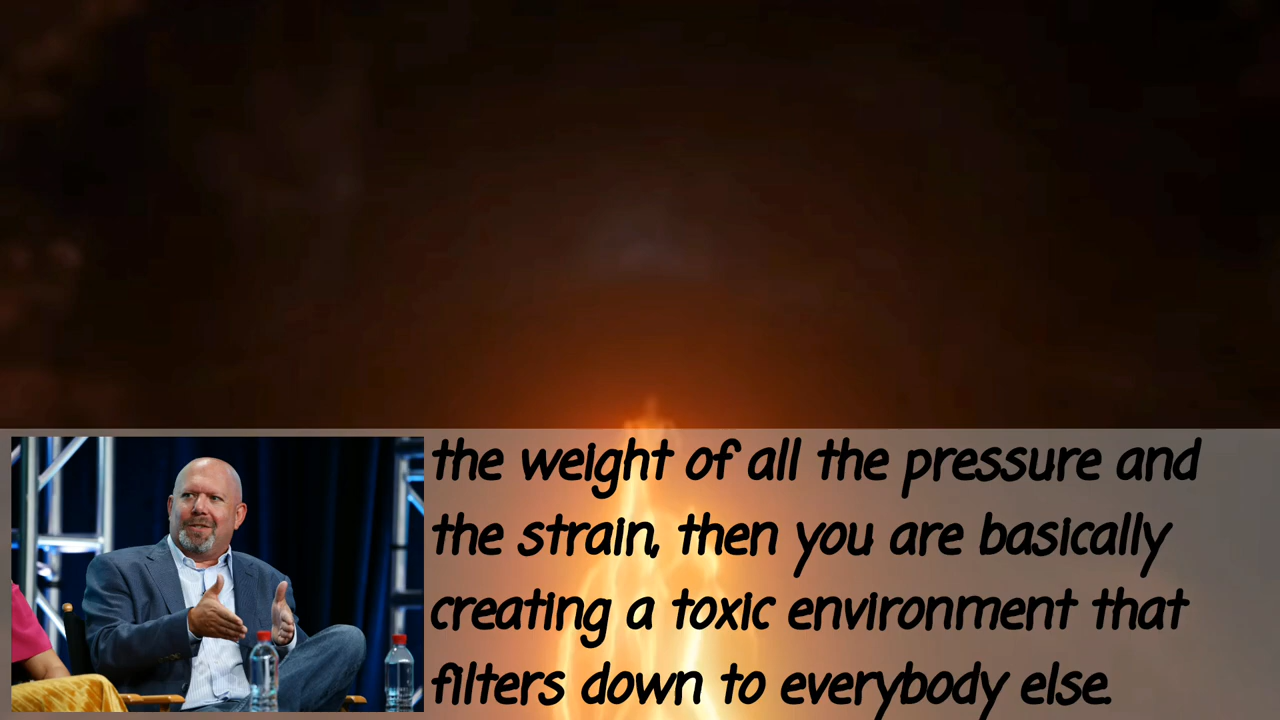 the weight of all the pressure and
the strain, then you are basically
creating a toxic environment that
filters down to everybody else.